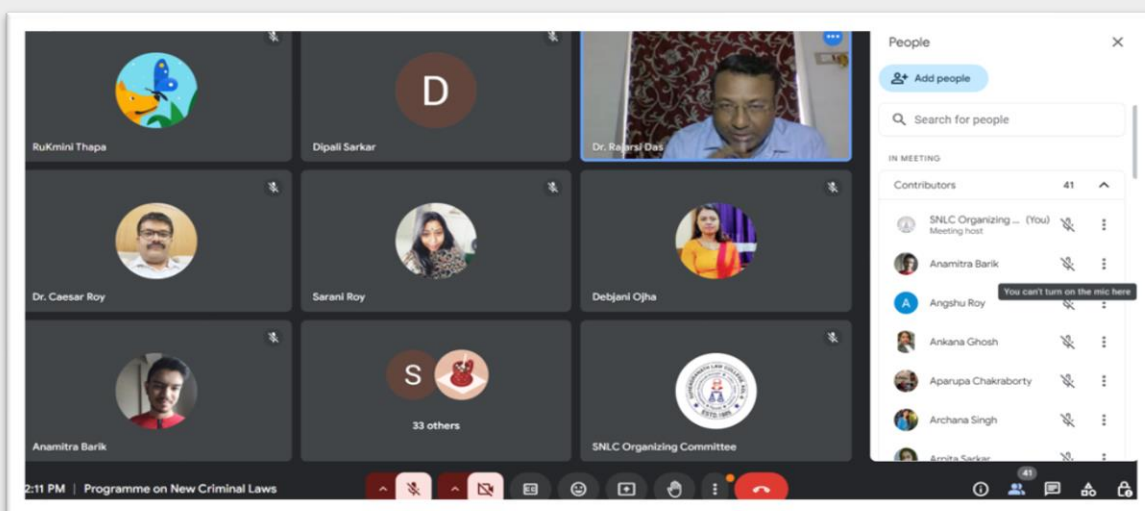 RuKmini Thapa
D
Dipali Sarkar
Dr. Rajarsi Das
Dr. Caesar Roy
Sarani Roy
Debjani Ojha
Anamitra Barik
S
33 others
SNLC Organizing Committee
2:11 PM | Programme on New Criminal Laws
People
Add people
Search for people
IN MEETING
Contributors 41
SNLC Organizing ... (You)
Meeting host
Anamitra Barik
You can't turn on the mic here
A Angshu Roy
Ankana Ghosh
Aparupa Chakraborty
Archana Singh
Arpita Sarkar
41